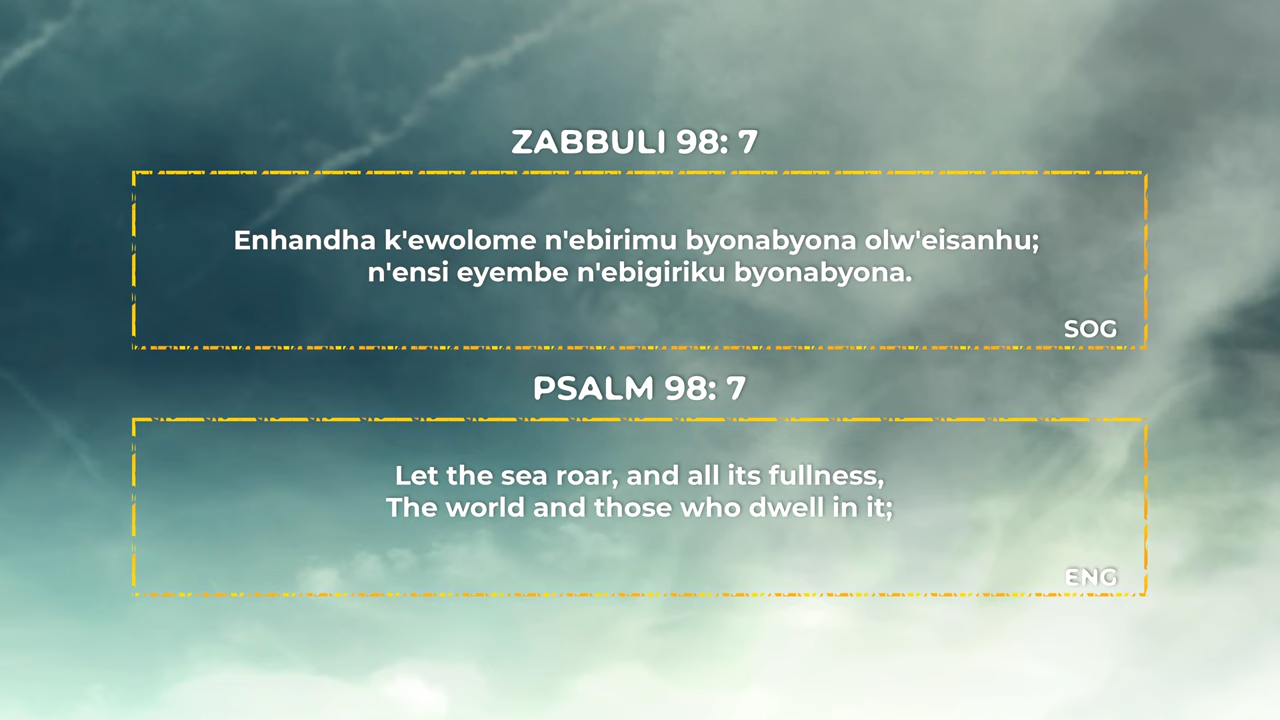 ZABBULI 98: 7
Enhandha k'ewolome n'ebirimu byonabyona olw'eisanhu;
n'ensi eyembe n'ebigiriku byonabyona.
SOG
PSALM 98: 7
Let the sea roar, and all its fullness,
The world and those who dwell in it;
ENG